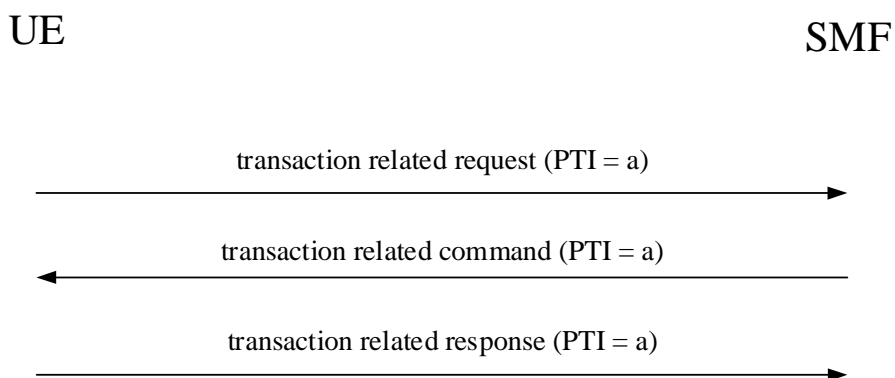 UE
SMF
transaction related request (PTI = a)
transaction related command (PTI = a)
transaction related response (PTI = a)